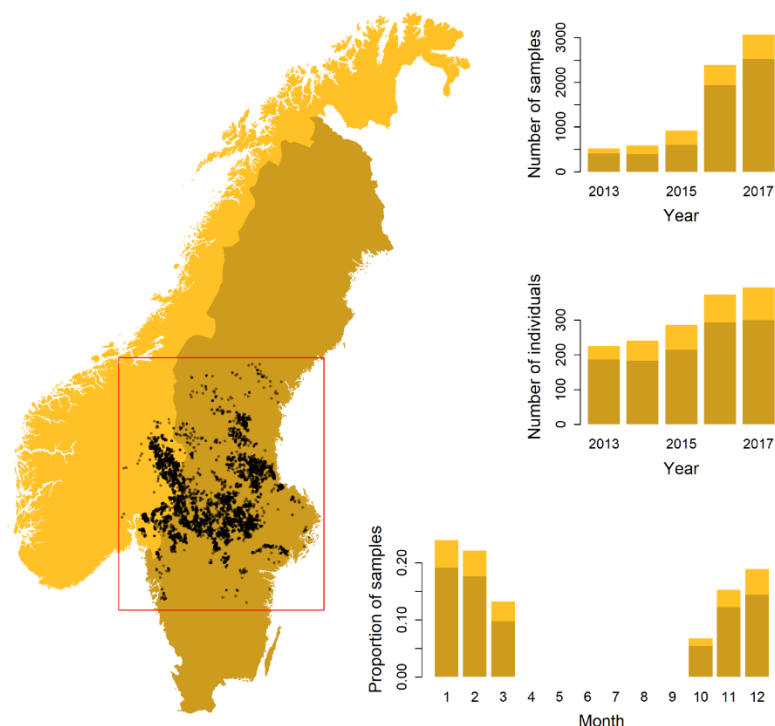 Number of samples
3000
2000
1000
0
2013 2015 2017
Year
Number of individuals
300
200
100
0
2013 2015 2017
Year
Proportion of samples
0.20
0.10
0.00
1 2 3 4 5 6 7 8 9 10 11 12
Month